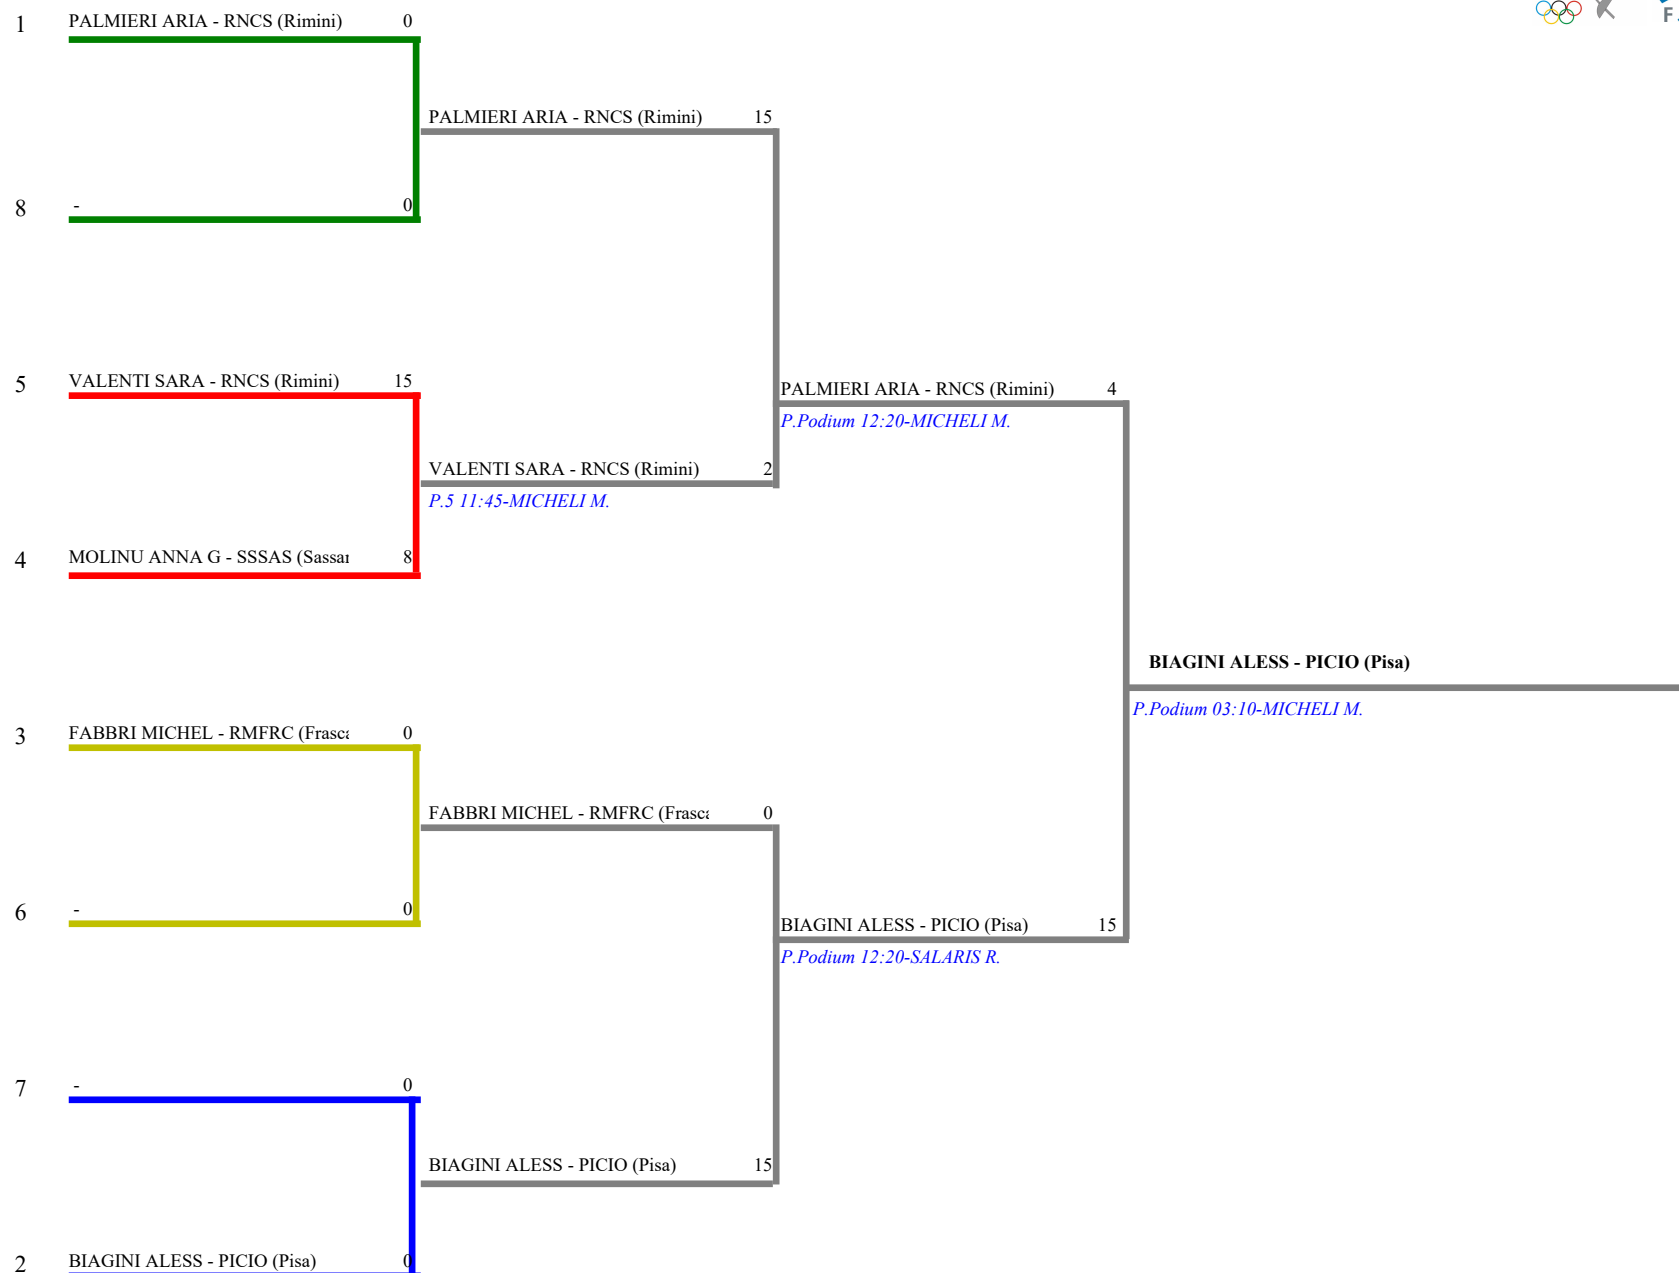 1 PALMIERI ARIA - RNCS (Rimini) 0
PALMIERI ARIA - RNCS (Rimini) 15
8 - 0
5 VALENTI SARA - RNCS (Rimini) 15
PALMIERI ARIA - RNCS (Rimini) 4
P.Podium 12:20-MICHELI M.
VALENTI SARA - RNCS (Rimini) 2
P.5 11:45-MICHELI M.
4 MOLINU ANNA G - SSSAS (Sassar 8
BIAGINI ALESS - PICIO (Pisa)
P.Podium 03:10-MICHELI M.
3 FABBRI MICHEL - RMFRC (Frasca 0
FABBRI MICHEL - RMFRC (Frasca 0
6 - 0
BIAGINI ALESS - PICIO (Pisa) 15
P.Podium 12:20-SALARIS R.
7 - 0
BIAGINI ALESS - PICIO (Pisa) 15
2 BIAGINI ALESS - PICIO (Pisa) 0